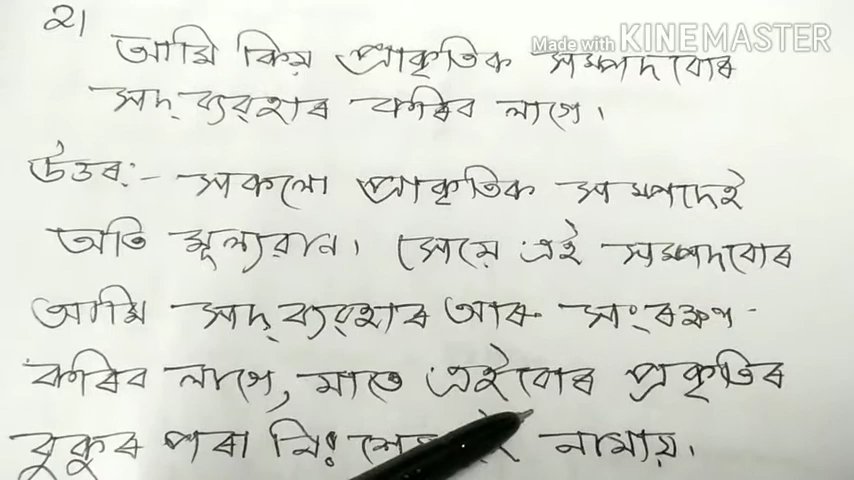 Made with KINEMASTER
২। আমি কিয় প্ৰাকৃতিক সম্পদবোৰ
সদ্ ব্যৱহাৰ কৰিব লাগে।
উত্তৰ:- সকলো প্ৰাকৃতিক সম্পদেই
অতি মূল্যৱান। সেয়ে এই সম্পদবোৰ
আমি সদ্ ব্যৱহাৰ আৰু সংৰক্ষণ
কৰিব লাগে, যাতে এইবোৰ প্ৰকৃতিৰ
বুকুৰ পৰা নাযায়।